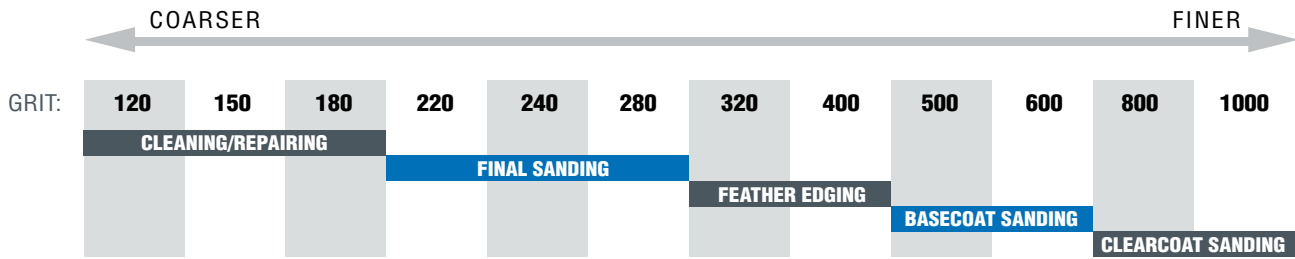 COARSER FINER
GRIT: 120 150 180 220 240 280 320 400 500 600 800 1000
CLEANING/REPAIRING
FINAL SANDING
FEATHER EDGING
BASECOAT SANDING
CLEARCOAT SANDING